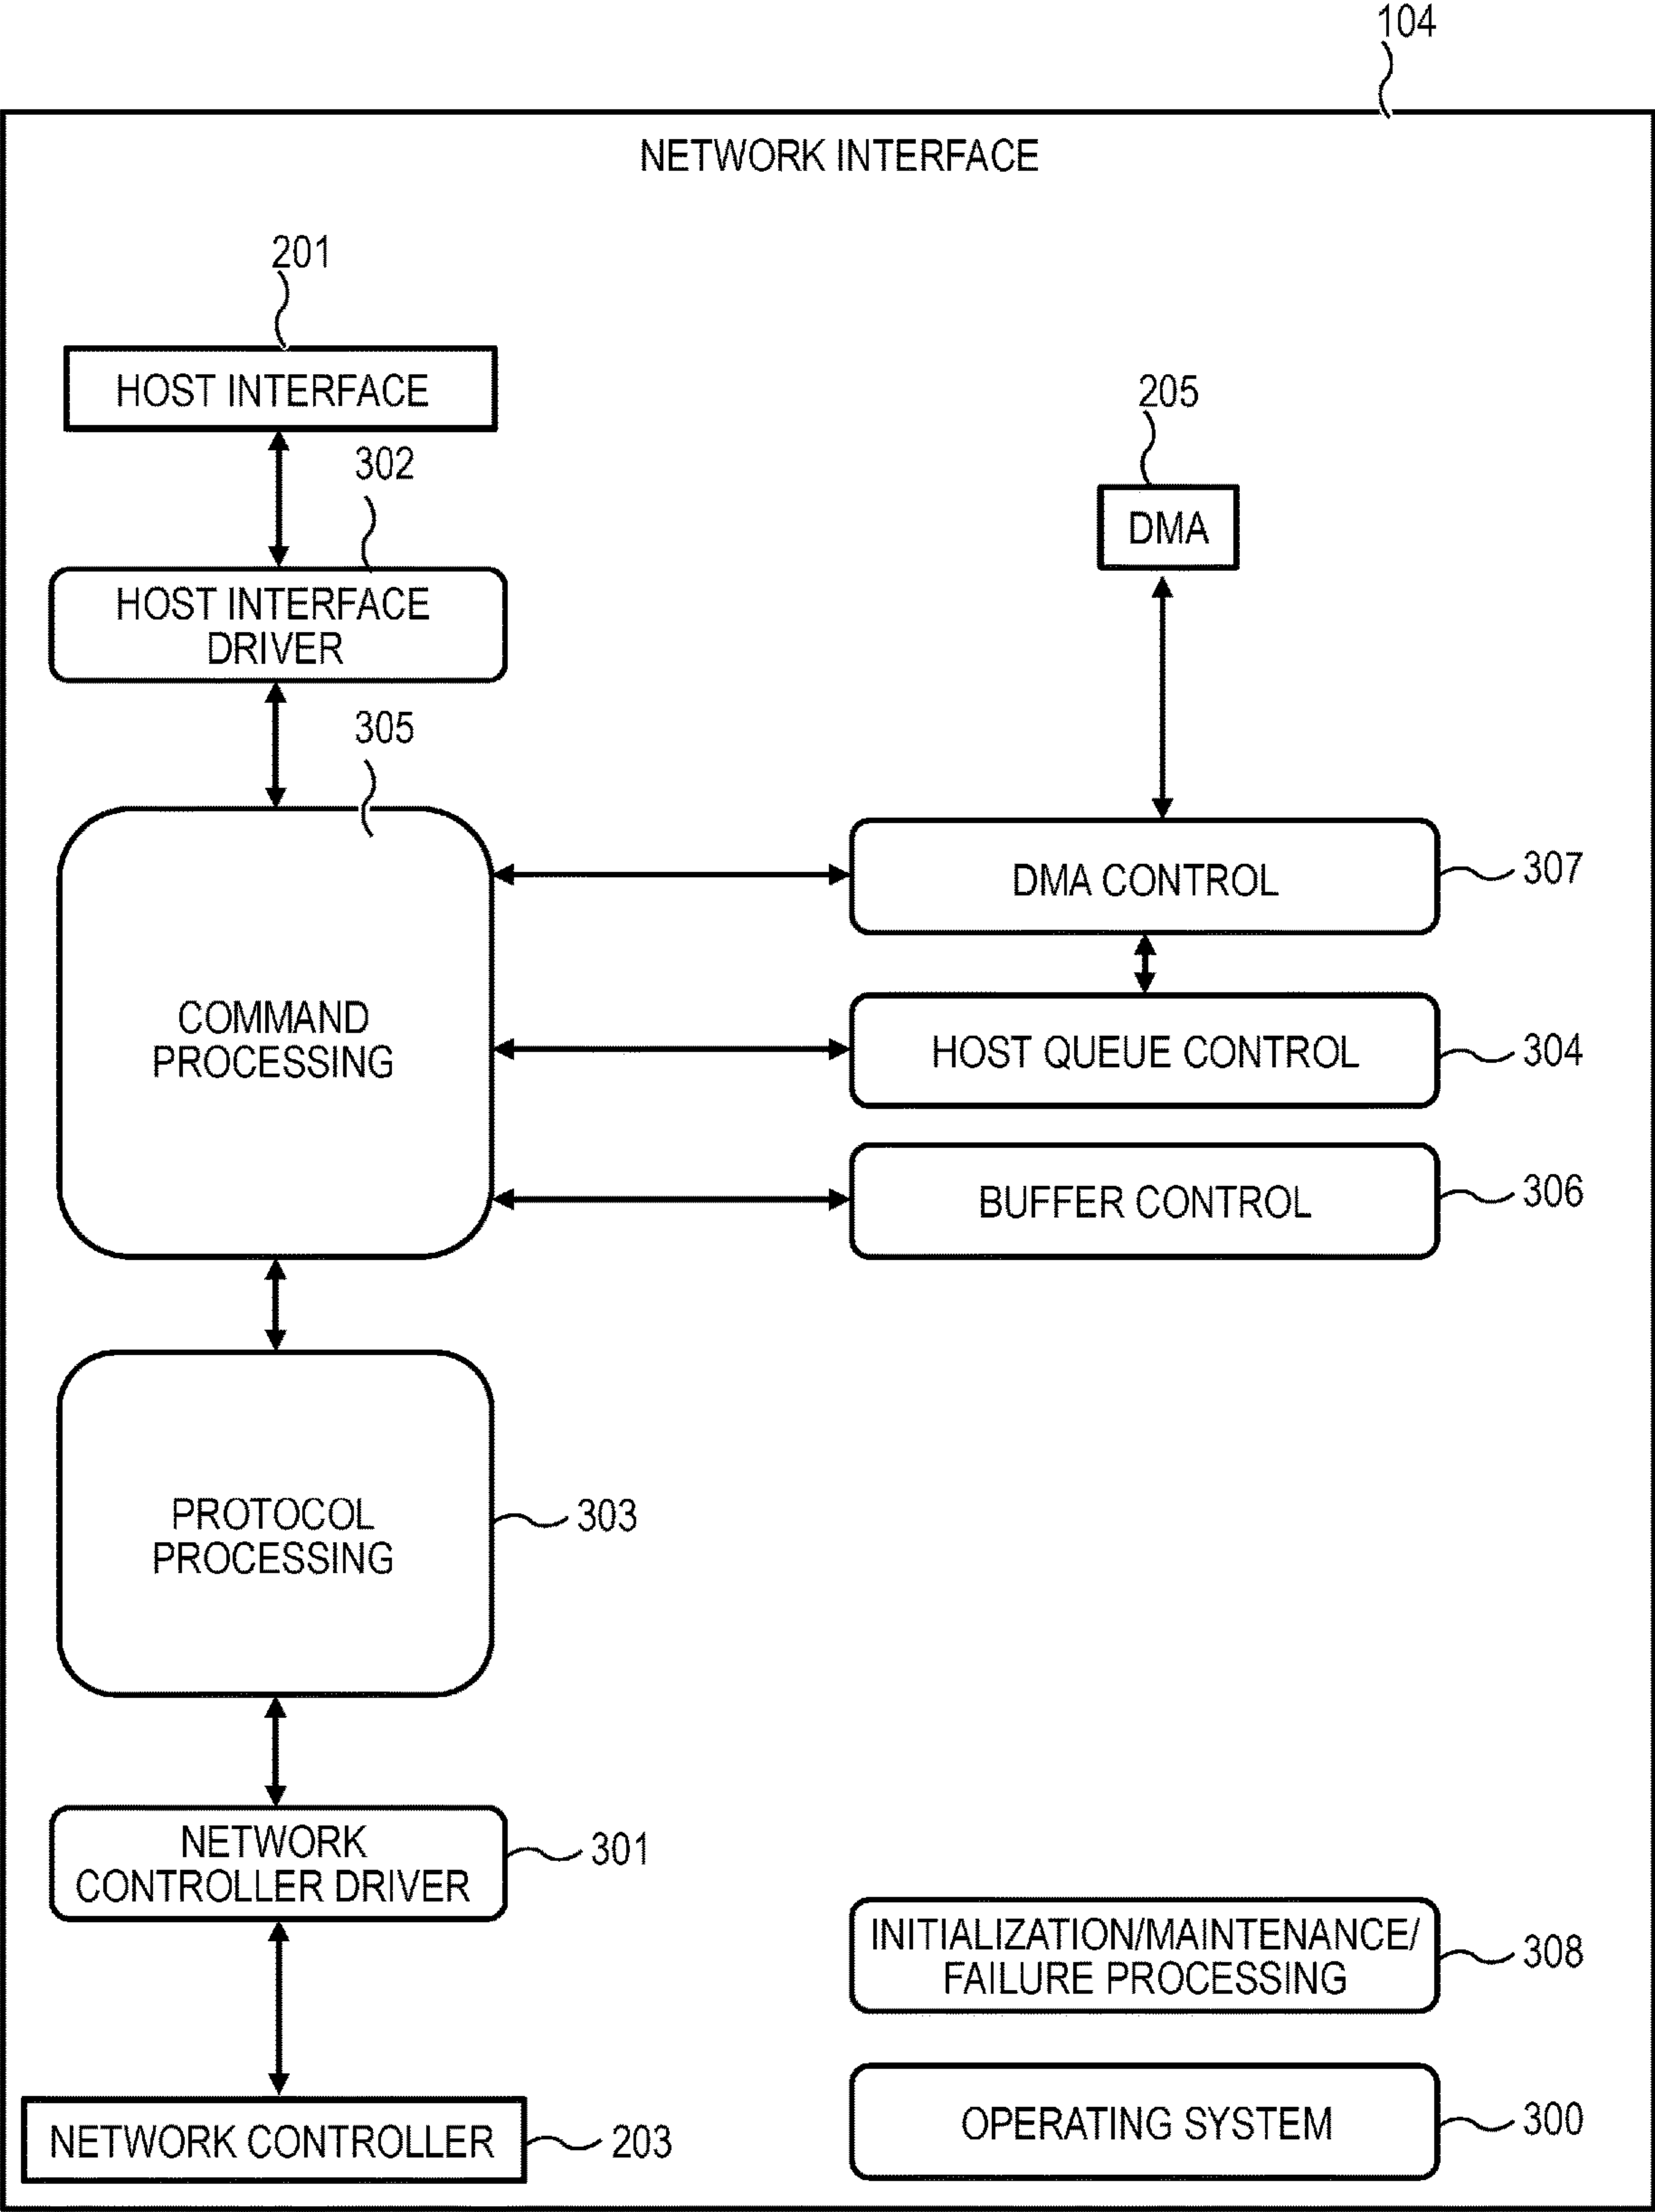 104
NETWORK INTERFACE
201
HOST INTERFACE
205
DMA
302
HOST INTERFACE
DRIVER
305
COMMAND
PROCESSING
DMA CONTROL
307
HOST QUEUE CONTROL
304
BUFFER CONTROL
306
PROTOCOL
PROCESSING
303
NETWORK
CONTROLLER DRIVER
301
INITIALIZATION/MAINTENANCE/
FAILURE PROCESSING
308
NETWORK CONTROLLER
203
OPERATING SYSTEM
300